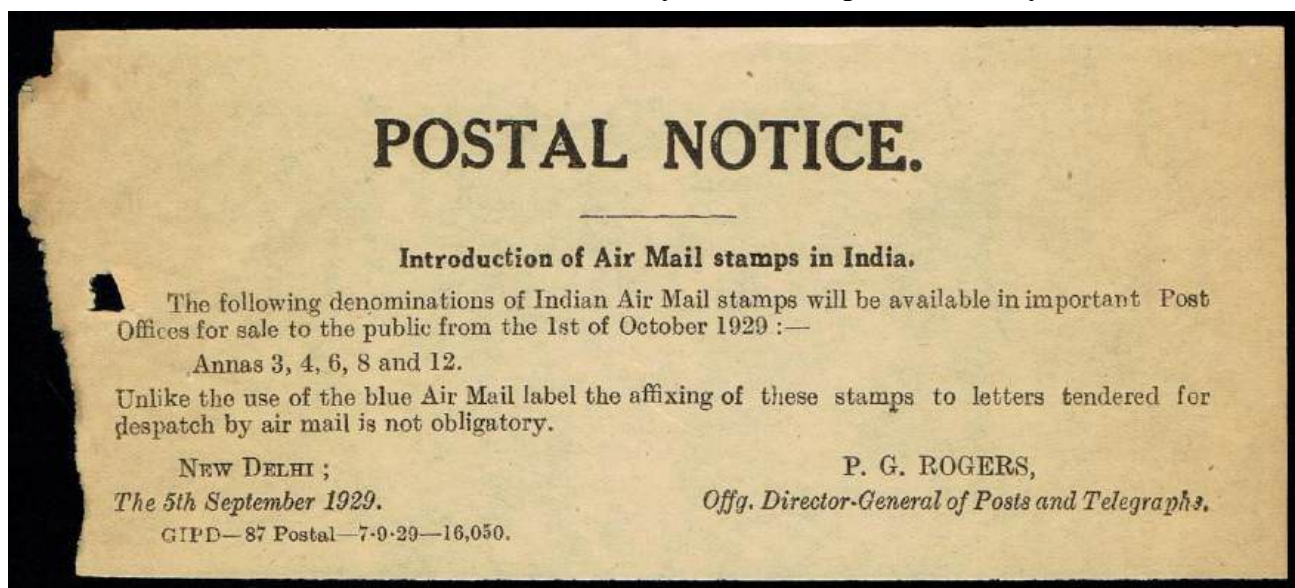 POSTAL NOTICE.
Introduction of Air Mail stamps in India.
The following denominations of Indian Air Mail stamps will be available in important Post
Offices for sale to the public from the 1st of October 1929 :—
Annas 3, 4, 6, 8 and 12.
Unlike the use of the blue Air Mail label the affixing of these stamps to letters tendered for
despatch by air mail is not obligatory.
NEW DELHI ;
The 5th September 1929.
P. G. ROGERS,
Offg. Director-General of Posts and Telegraphs.
GIPD—87 Postal—7-9-29—16,050.